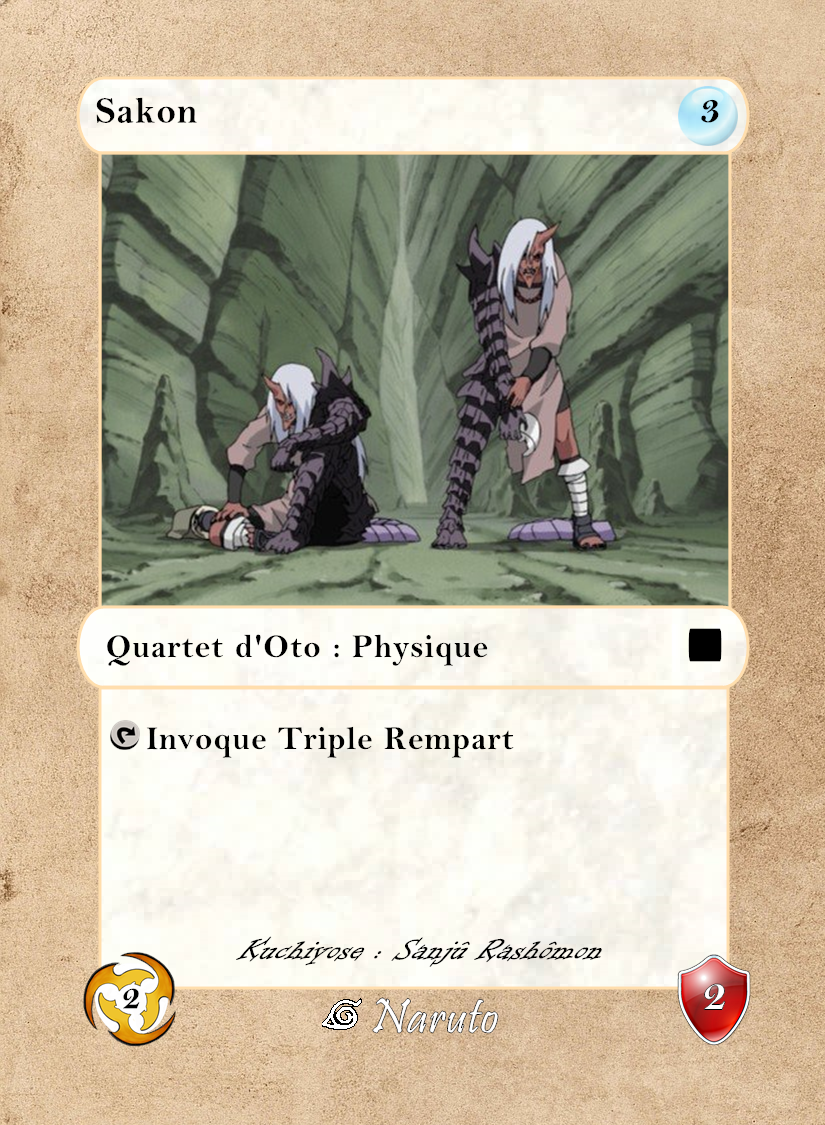 Sakon
3
Quartet d'Oto : Physique
Invoque Triple Rempart
Kuchiyose : Sanjû Rashômon
2
Naruto
2